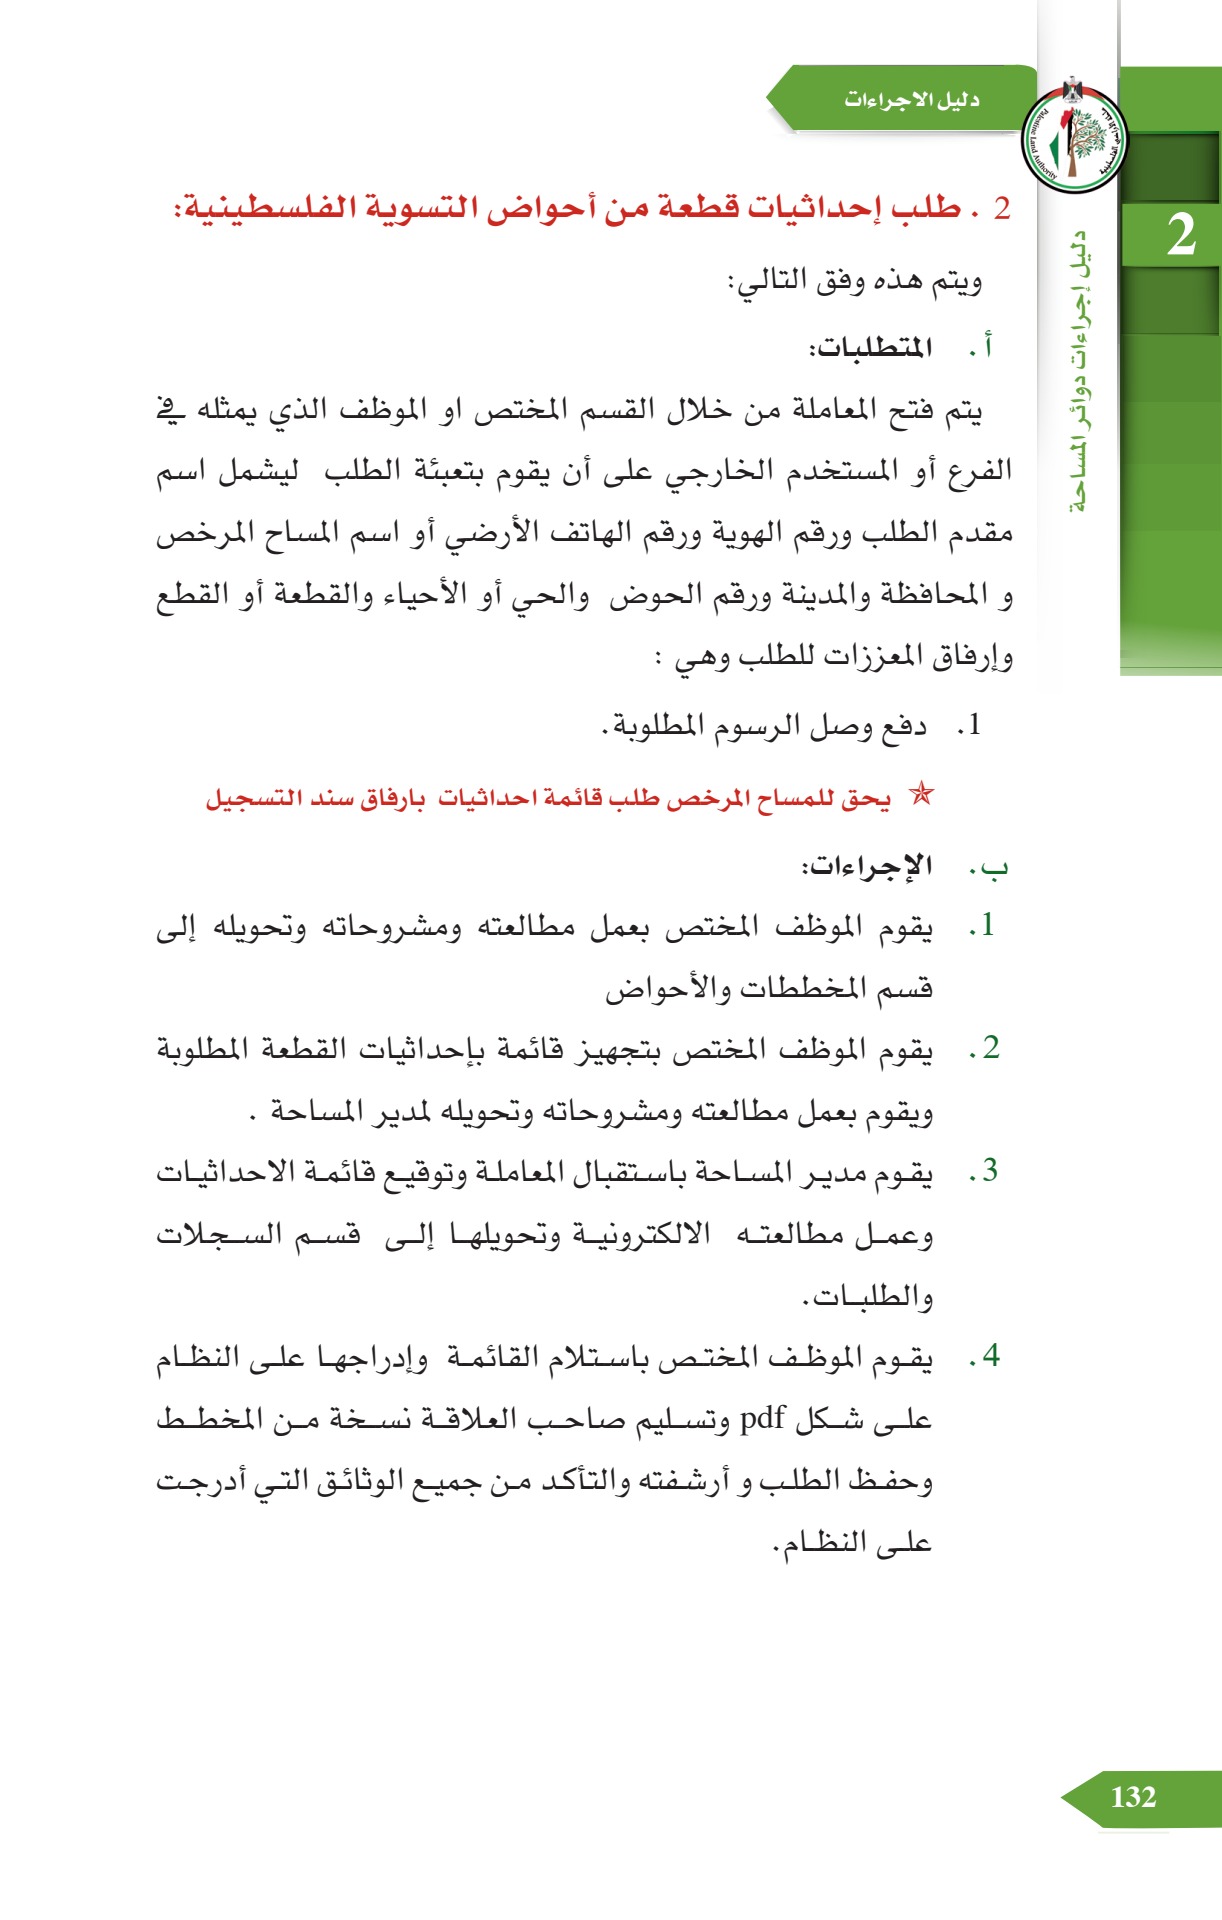 دليل الاجراءات
Palestine Land Authority
2
دليل إجراءات دوائر المساحة
2 . طلب إحداثيات قطعة من أحواض التسوية الفلسطينية:
ويتم هذه وفق التالي:
أ. المتطلبات:
يتم فتح المعاملة من خلال القسم المختص او الموظف الذي يمثله في
الفرع أو المستخدم الخارجي على أن يقوم بتعبئة الطلب ليشمل اسم
مقدم الطلب ورقم الهوية ورقم الهاتف الأرضي أو اسم المساح المرخص
و المحافظة والمدينة ورقم الحوض والحي أو الأحياء والقطعة أو القطع
وإرفاق المعززات للطلب وهي :
1. دفع وصل الرسوم المطلوبة.
يحق للمساح المرخص طلب قائمة احداثيات بارفاق سند التسجيل
ب. الإجراءات:
1. يقوم الموظف المختص بعمل مطالعته ومشروحاته وتحويله إلى
قسم المخططات والأحواض
2. يقوم الموظف المختص بتجهيز قائمة بإحداثيات القطعة المطلوبة
ويقوم بعمل مطالعته ومشروحاته وتحويله لمدير المساحة .
3. يقوم مدير المساحة باستقبال المعاملة وتوقيع قائمة الاحداثيات
وعمل مطالعته الالكترونية وتحويلها إلى قسم السجلات
والطلبات.
4. يقوم الموظف المختص باستلام القائمة وإدراجها على النظام
على شكل pdf وتسليم صاحب العلاقة نسخة من المخطط
وحفظ الطلب و أرشفته والتأكد من جميع الوثائق التي أدرجت
على النظام.
132